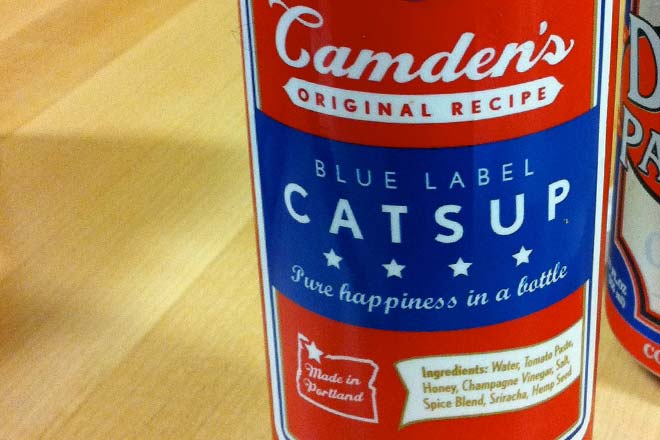 Camden's
ORIGINAL RECIPE
BLUE LABEL
CATSUP
Pure happiness in a bottle
Made in
Portland
Ingredients: Water, Tomato Paste,
Honey, Champagne Vinegar, Salt,
Spice Blend, Sriracha, Hemp Seed